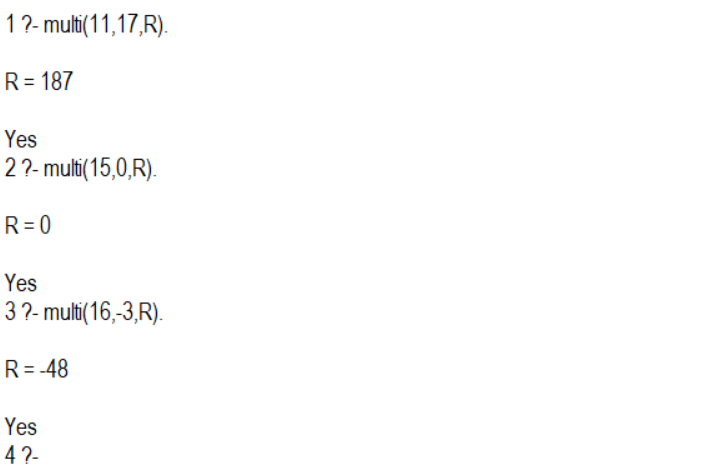 1 ?- multi(11,17,R).
R = 187
Yes
2 ?- multi(15,0,R).
R = 0
Yes
3 ?- multi(16,-3,R).
R = -48
Yes
4 ?-